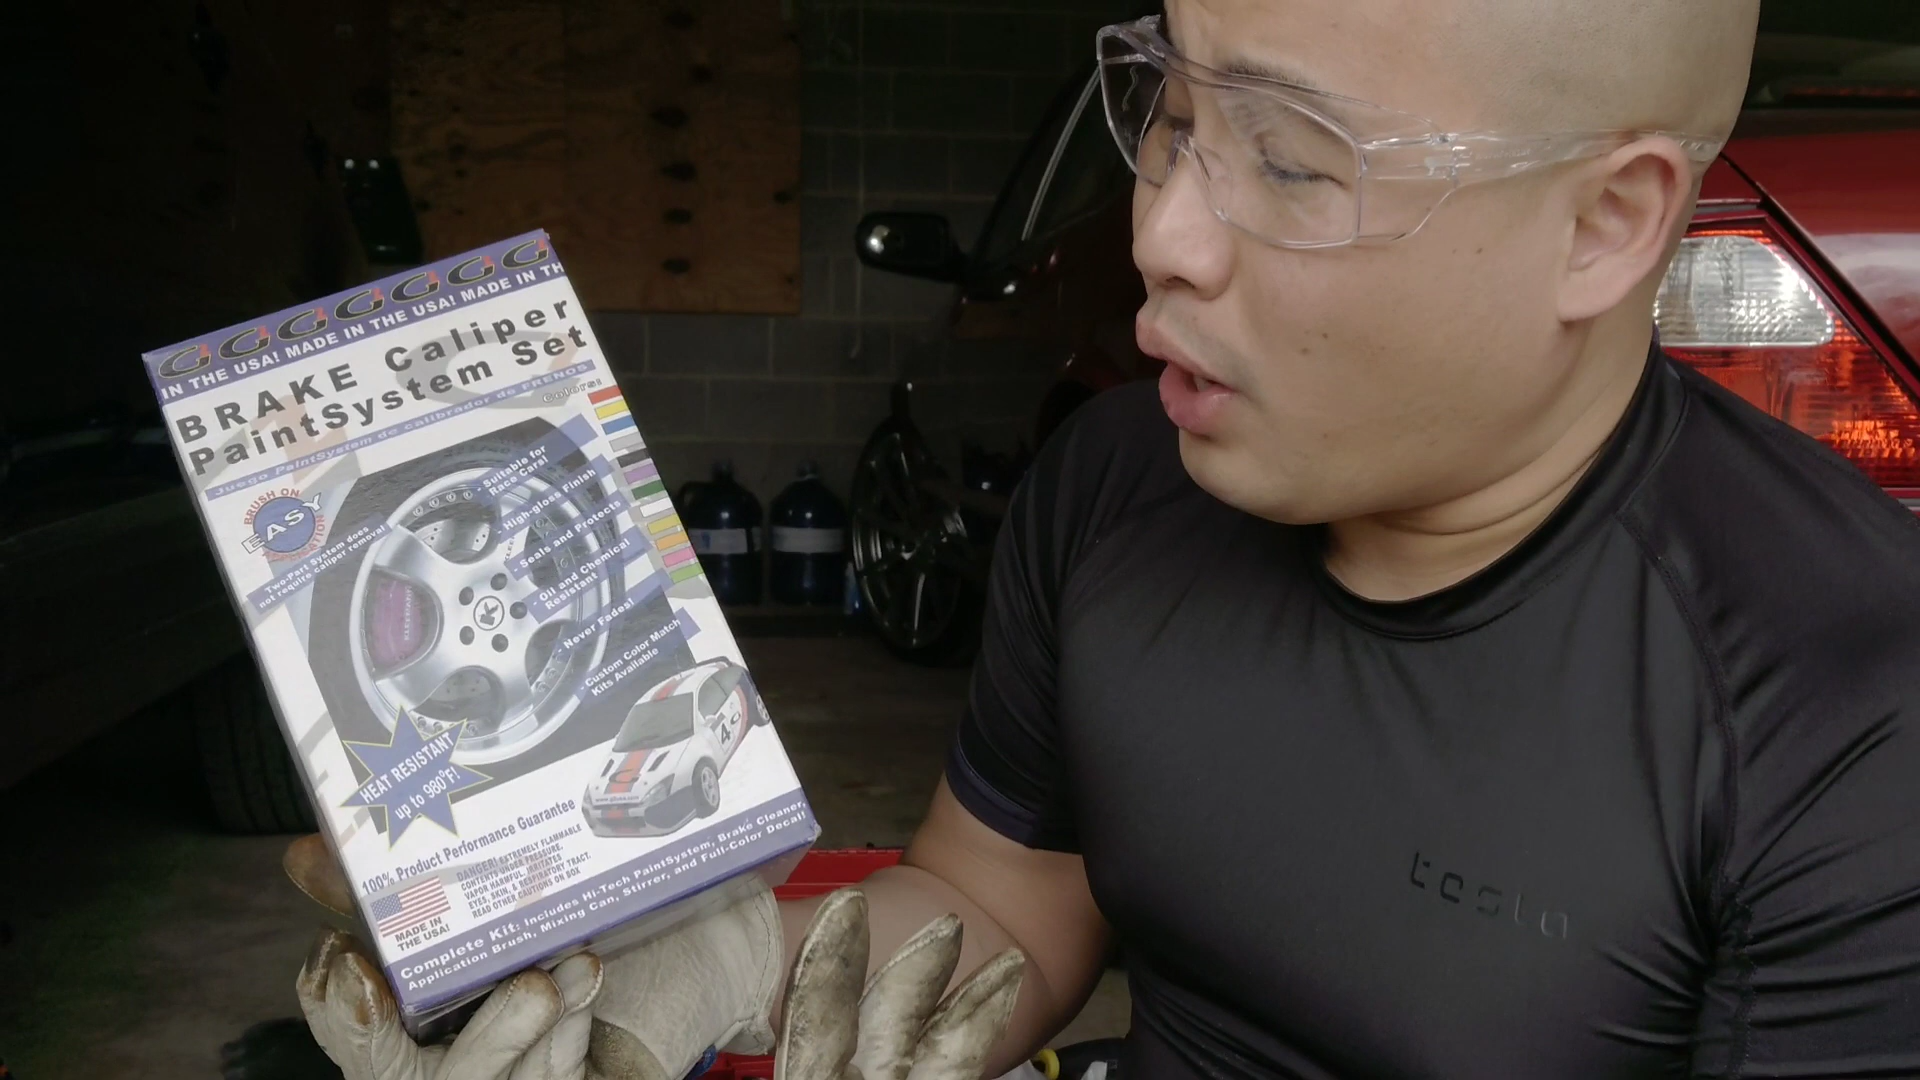 IN THE USA! MADE IN THE USA! MADE IN TH
BRAKE Caliper
PaintSystem Set
Juego PaintSystem de calibrador de FRENOS
Colors:
BRUSH ON
EASY
Two-Part System does
not require caliper removal
- Suitable for
Race Cars!
- High-gloss Finish
- Seals and Protects
- Oil and Chemical
Resistant
- Never Fades!
- Custom Color Match
Kits Available
HEAT RESISTANT
up to 980°F!
4
100% Product Performance Guarantee
DANGER! EXTREMELY FLAMMABLE
CONTENTS UNDER PRESSURE.
VAPOR HARMFUL. IRRITATES
EYES, SKIN, & RESPIRATORY TRACT.
READ OTHER CAUTIONS ON BOX
MADE IN
THE USA!
Complete Kit: Includes Hi-Tech PaintSystem, Brake Cleaner,
Application Brush, Mixing Can, Stirrer, and Full-Color Decal!
tesla